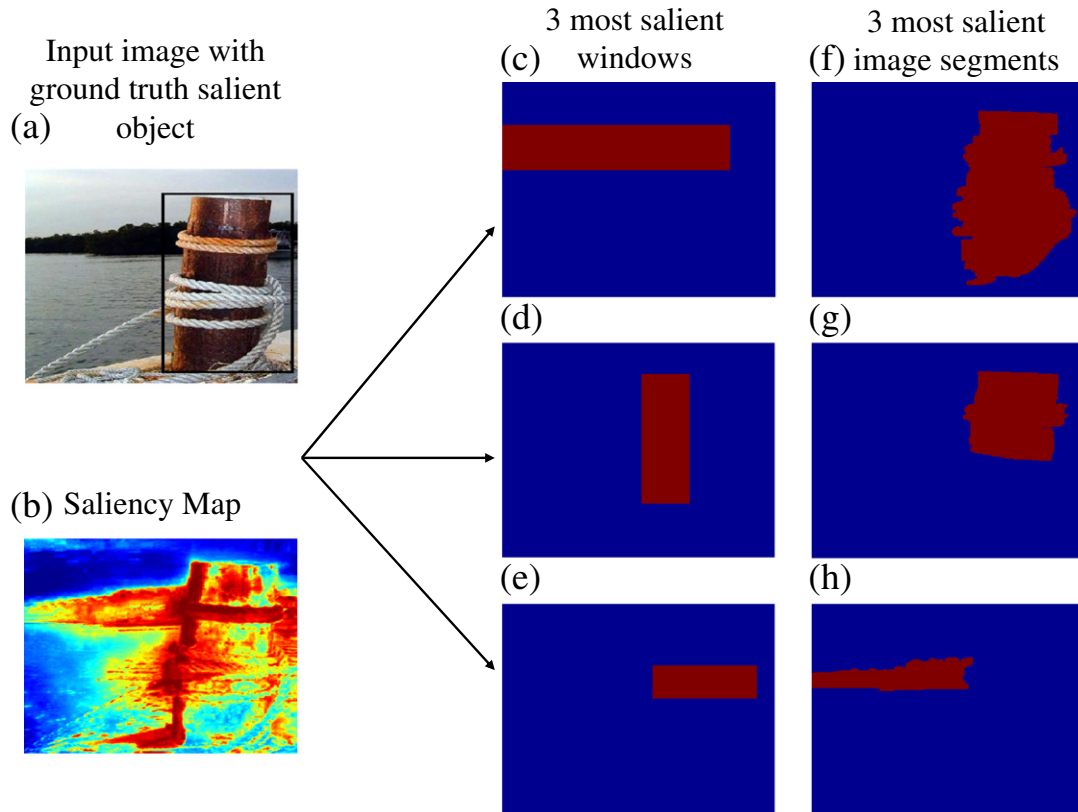 Input image with
ground truth salient
object
(a)
(b) Saliency Map
3 most salient
windows
(c)
(d)
(e)
3 most salient
image segments
(f)
(g)
(h)